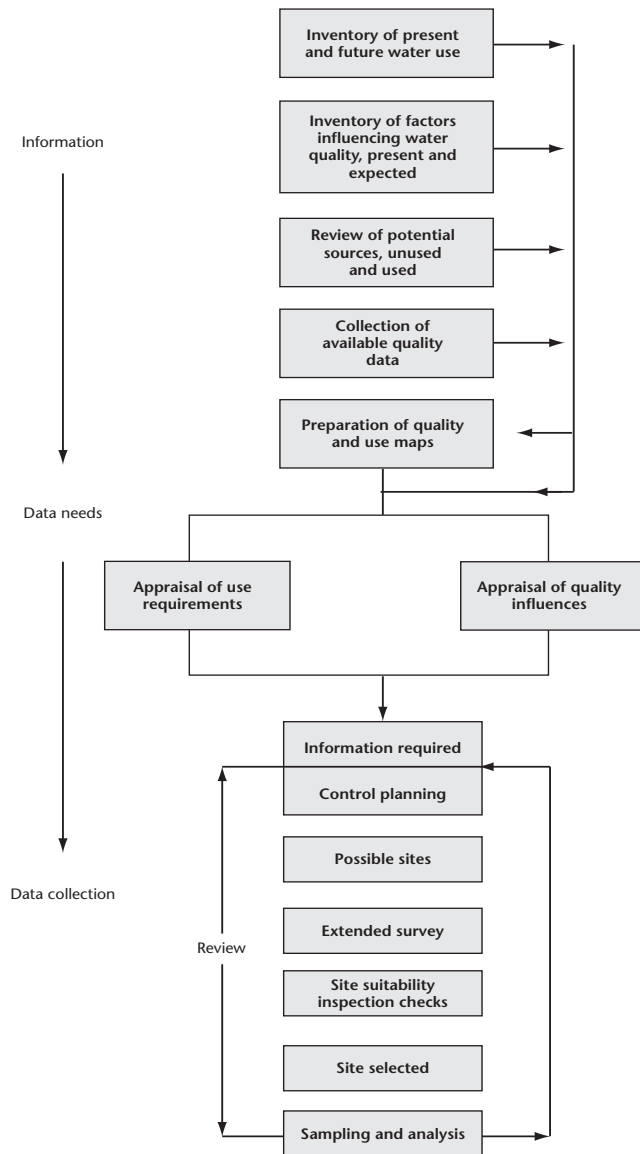 Inventory of present
and future water use
Information
Inventory of factors
influencing water
quality, present and
expected
Review of potential
sources, unused
and used
Collection of
available quality
data
Preparation of quality
and use maps
Data needs
Appraisal of use
requirements
Appraisal of quality
influences
Information required
Control planning
Possible sites
Data collection
Extended survey
Review
Site suitability
inspection checks
Site selected
Sampling and analysis